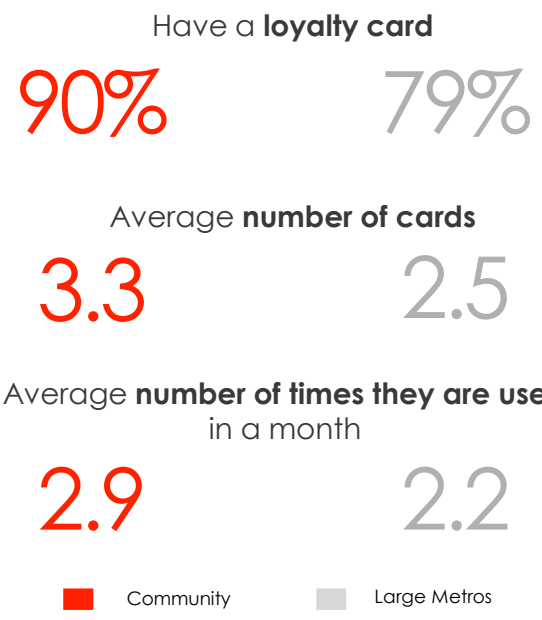 Have a loyalty card
90% 79%
Average number of cards
3.3 2.5
Average number of times they are use
in a month
2.9 2.2
Community Large Metros